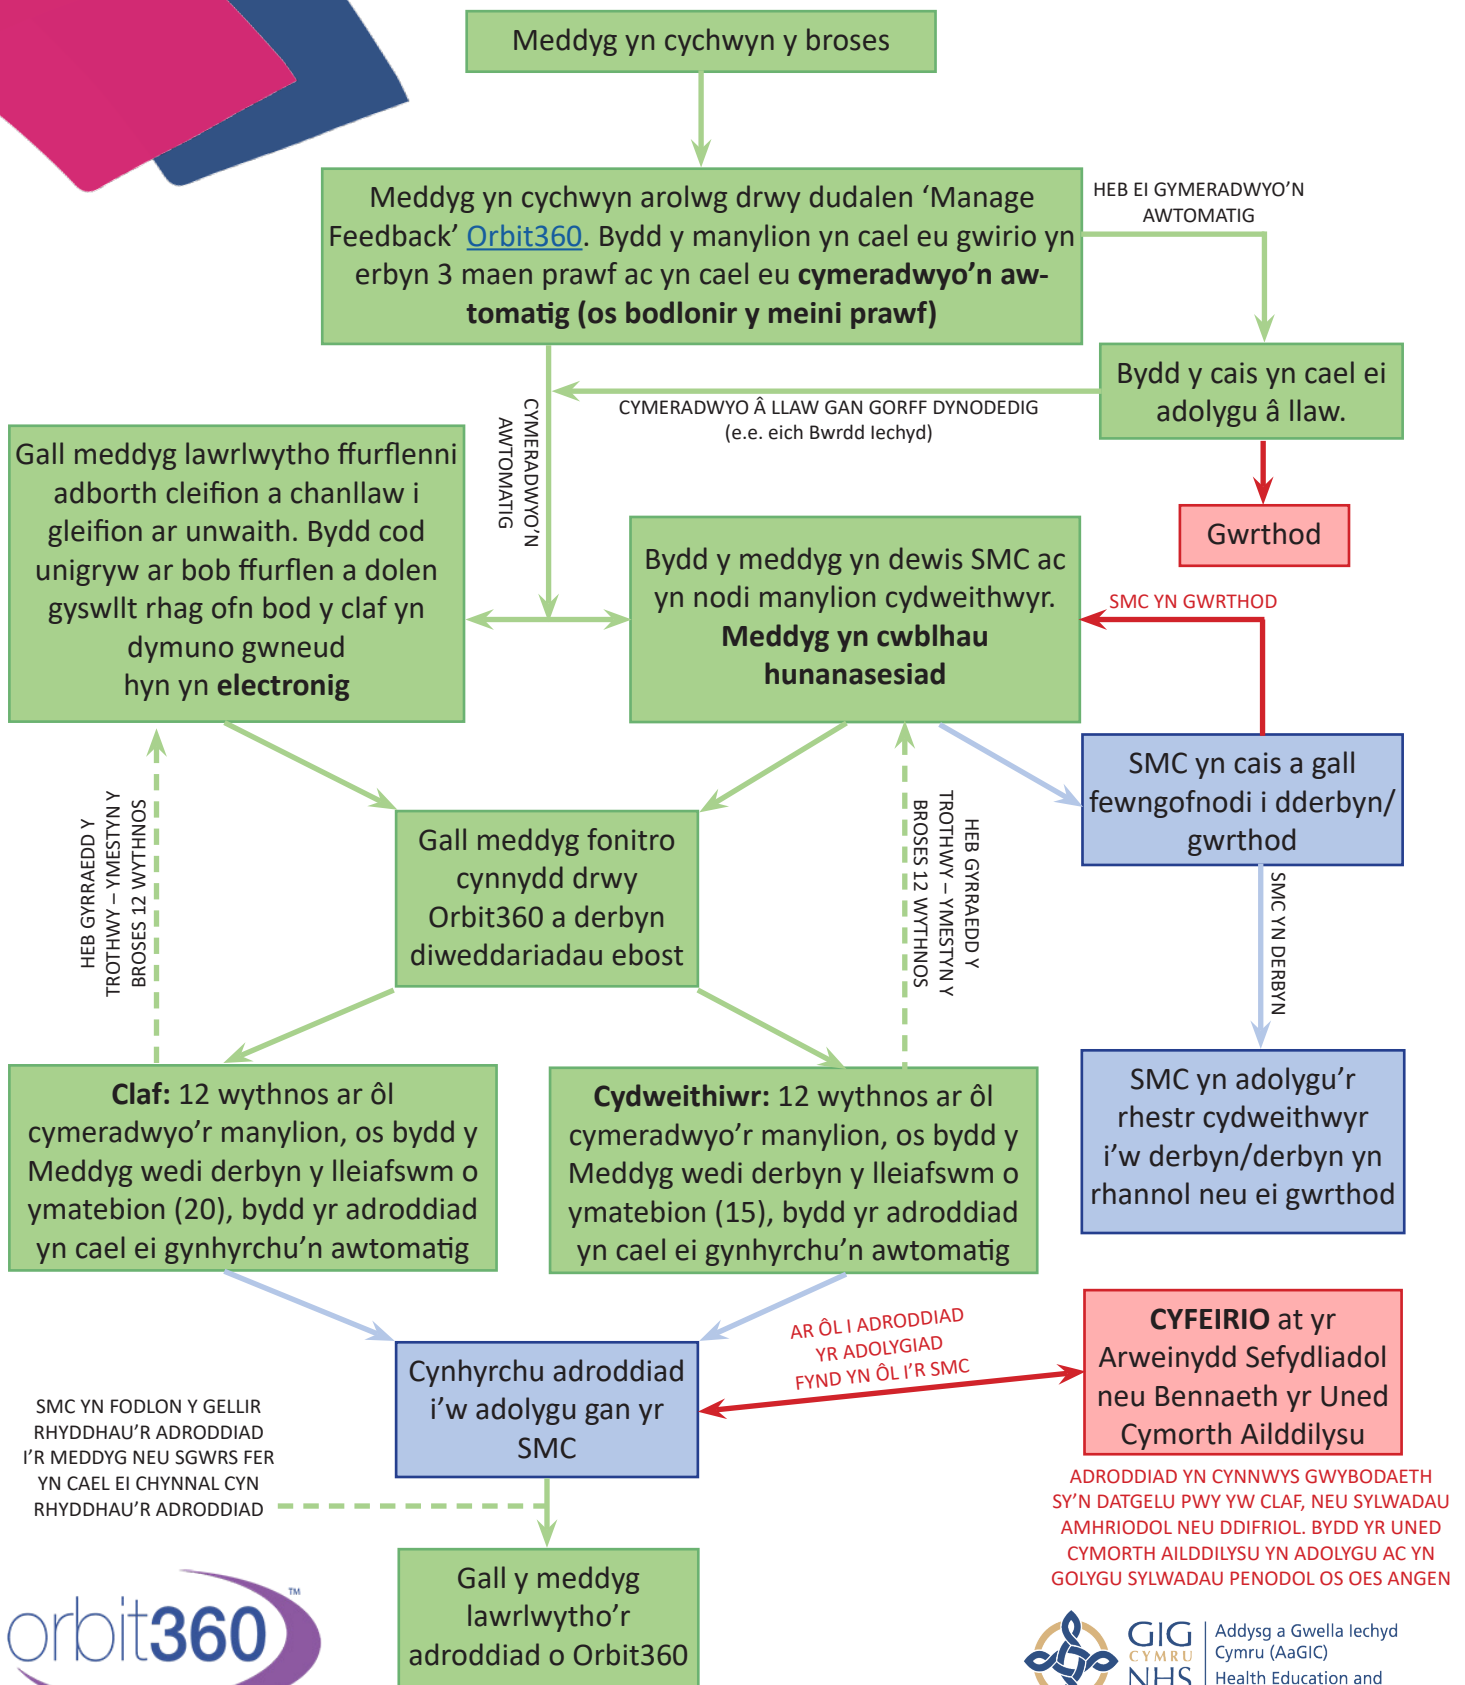 Meddyg yn cychwyn y broses
Meddyg yn cychwyn arolwg drwy dudalen ‘Manage
Feedback’ Orbit360. Bydd y manylion yn cael eu gwirio yn
erbyn 3 maen prawf ac yn cael eu cymeradwyo’n aw-
tomatig (os bodlonir y meini prawf)
HEB EI GYMERADWYO’N
AWTOMATIG
Bydd y cais yn cael ei
adolygu â llaw.
CYMERADWYO Â LLAW GAN GORFF DYNODEDIG
(e.e. eich Bwrdd Iechyd)
CYMERADWYO’N
AWTOMATIG
Gwrthod
Gall meddyg lawrlwytho ffurflenni
adborth cleifion a chanllaw i
gleifion ar unwaith. Bydd cod
unigryw ar bob ffurflen a dolen
gyswllt rhag ofn bod y claf yn
dymuno gwneud
hyn yn electronig
Bydd y meddyg yn dewis SMC ac
yn nodi manylion cydweithwyr.
Meddyg yn cwblhau
hunanasesiad
SMC YN GWRTHOD
SMC yn cais a gall
fewngofnodi i dderbyn/
gwrthod
HEB GYRRAEDD Y
TROTHWY – YMESTYN Y
BROSES 12 WYTHNOS
Gall meddyg fonitro
cynnydd drwy
Orbit360 a derbyn
diweddariadau ebost
HEB GYRRAEDD Y
TROTHWY – YMESTYN Y
BROSES 12 WYTHNOS
SMC YN DERBYN
Claf: 12 wythnos ar ôl
cymeradwyo’r manylion, os bydd y
Meddyg wedi derbyn y lleiafswm o
ymatebion (20), bydd yr adroddiad
yn cael ei gynhyrchu’n awtomatig
Cydweithiwr: 12 wythnos ar ôl
cymeradwyo’r manylion, os bydd y
Meddyg wedi derbyn y lleiafswm o
ymatebion (15), bydd yr adroddiad
yn cael ei gynhyrchu’n awtomatig
SMC yn adolygu’r
rhestr cydweithwyr
i’w derbyn/derbyn yn
rhannol neu ei gwrthod
Cynhyrchu adroddiad
i’w adolygu gan yr
SMC
AR ÔL I ADRODDIAD
YR ADOLYGIAD
FYND YN ÔL I’R SMC
CYFEIRIO at yr
Arweinydd Sefydliadol
neu Bennaeth yr Uned
Cymorth Ailddilysu
SMC YN FODLON Y GELLIR
RHYDDHAU’R ADRODDIAD
I’R MEDDYG NEU SGWRS FER
YN CAEL EI CHYNNAL CYN
RHYDDHAU’R ADRODDIAD
ADRODDIAD YN CYNNWYS GWYBODAETH
SY’N DATGELU PWY YW CLAF, NEU SYLWADAU
AMHRIODOL NEU DDIFRIOL. BYDD YR UNED
CYMORTH AILDDILYSU YN ADOLYGU AC YN
GOLYGU SYLWADAU PENODOL OS OES ANGEN
Gall y meddyg
lawrlwytho’r
adroddiad o Orbit360
orbit360™
GIG
CYMRU
NHS
Addysg a Gwella Iechyd
Cymru (AaGIC)
Health Education and